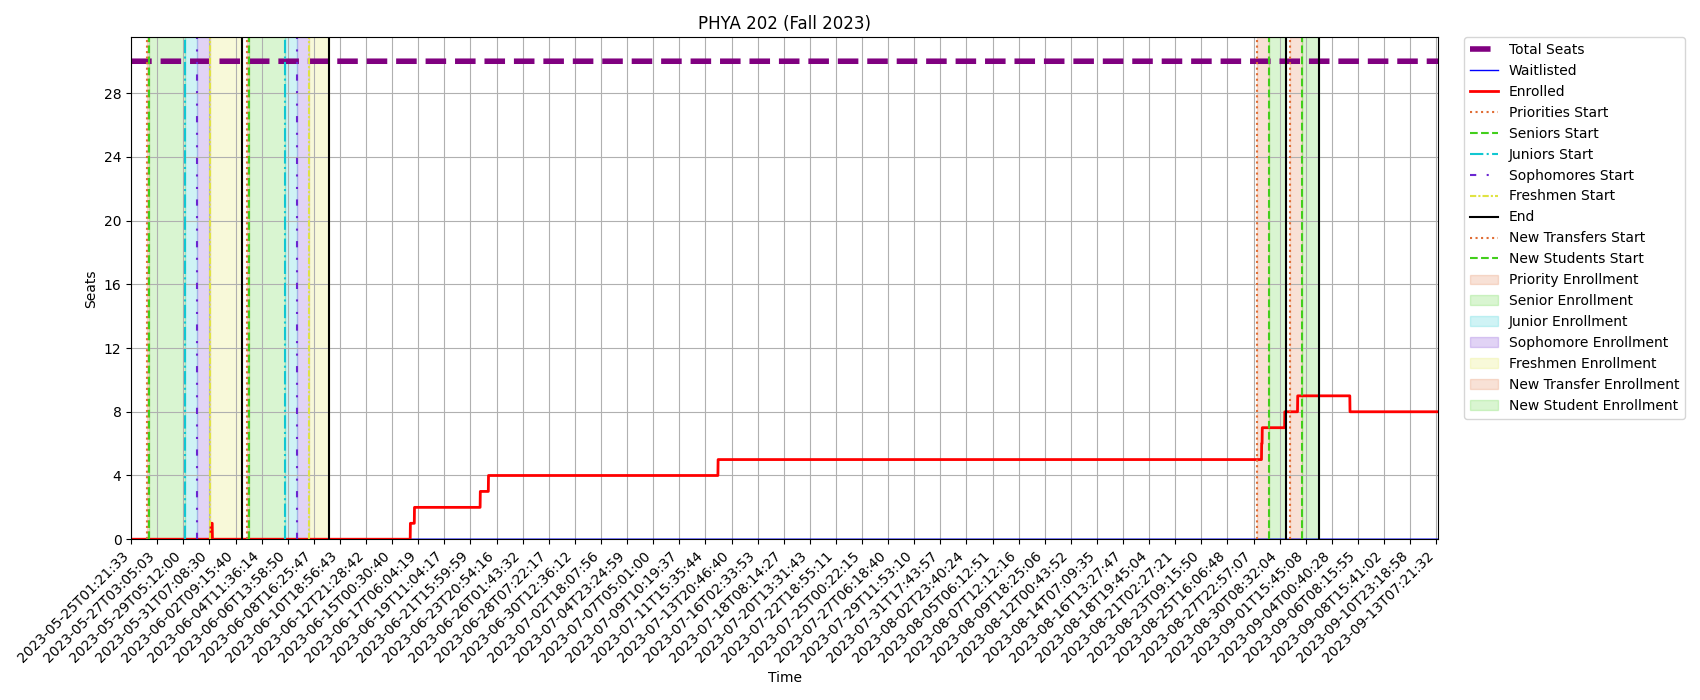 PHYA 202 (Fall 2023)
Seats
28
24
20
16
12
8
4
0
2023-05-25T01:21:33
2023-05-27T03:05:03
2023-05-29T05:12:00
2023-05-31T07:08:30
2023-06-02T09:15:40
2023-06-04T11:36:14
2023-06-06T13:58:50
2023-06-08T16:25:47
2023-06-10T18:56:43
2023-06-12T21:28:42
2023-06-15T00:30:40
2023-06-17T06:04:19
2023-06-19T11:04:17
2023-06-21T15:59:59
2023-06-23T20:54:16
2023-06-26T01:43:32
2023-06-28T07:22:17
2023-06-30T12:36:12
2023-07-02T18:07:56
2023-07-04T23:24:59
2023-07-07T05:01:00
2023-07-09T10:19:37
2023-07-11T15:35:44
2023-07-13T20:46:40
2023-07-16T02:33:53
2023-07-18T08:14:27
2023-07-20T13:31:43
2023-07-22T18:55:11
2023-07-25T00:22:15
2023-07-27T06:18:40
2023-07-29T11:53:10
2023-07-31T17:43:57
2023-08-02T23:40:24
2023-08-05T06:12:51
2023-08-07T12:12:16
2023-08-09T18:25:06
2023-08-12T00:43:52
2023-08-14T07:09:35
2023-08-16T13:27:47
2023-08-18T19:45:04
2023-08-21T02:27:21
2023-08-23T09:15:50
2023-08-25T16:06:48
2023-08-27T22:57:07
2023-08-30T08:32:04
2023-09-01T15:45:08
2023-09-04T00:40:28
2023-09-06T08:15:55
2023-09-08T15:41:02
2023-09-10T23:18:58
2023-09-13T07:21:32
Time
Total Seats
Waitlisted
Enrolled
Priorities Start
Seniors Start
Juniors Start
Sophomores Start
Freshmen Start
End
New Transfers Start
New Students Start
Priority Enrollment
Senior Enrollment
Junior Enrollment
Sophomore Enrollment
Freshmen Enrollment
New Transfer Enrollment
New Student Enrollment